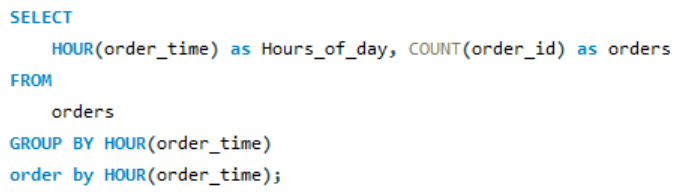 SELECT
    HOUR(order_time) as Hours_of_day, COUNT(order_id) as orders
FROM
    orders
GROUP BY HOUR(order_time)
order by HOUR(order_time);